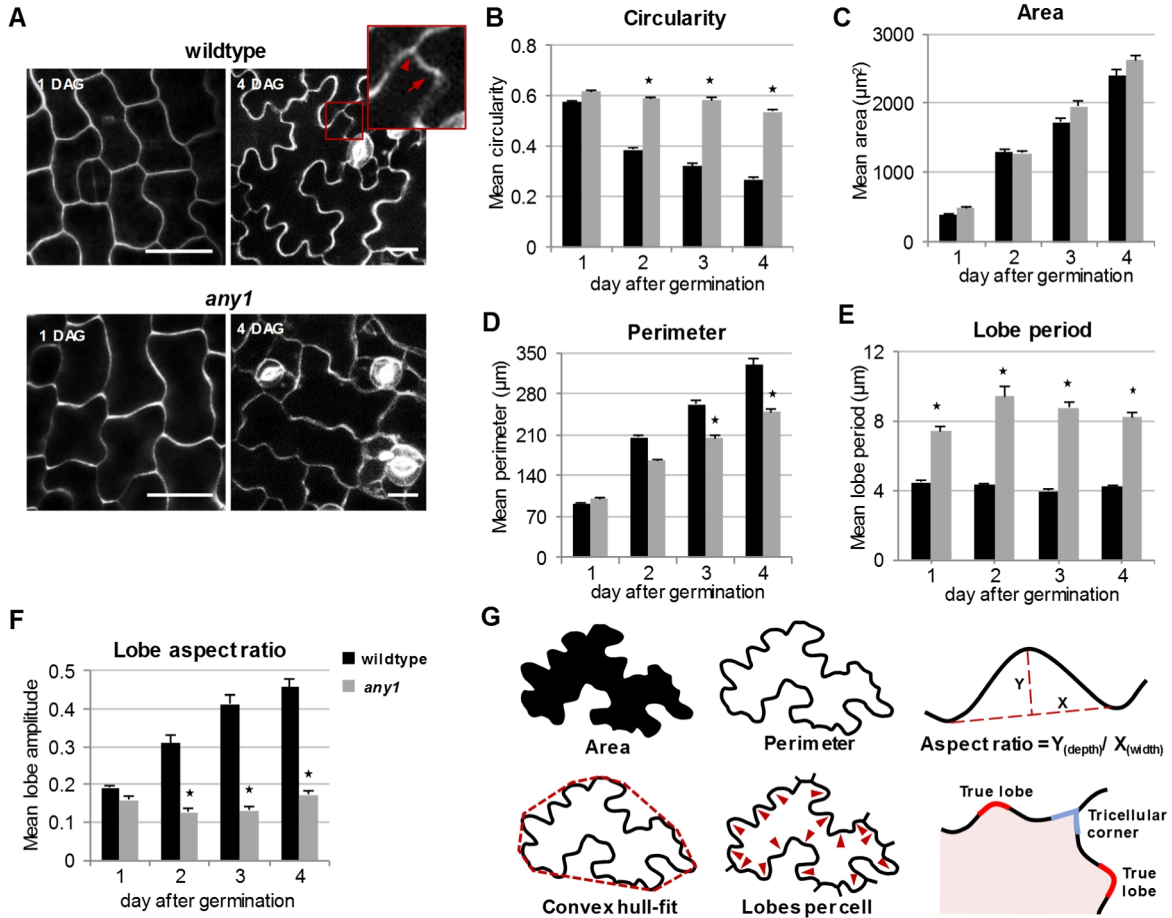 A
wildtype
1 DAG
4 DAG
any1
1 DAG
4 DAG
B
Circularity
Mean circularity
0.8
0.6
0.4
0.2
0
★
★
★
1 2 3 4
day after germination
C
Area
Mean area (µm²)
3000
2000
1000
0
1 2 3 4
day after germination
D
Perimeter
Mean perimeter (µm)
350
280
210
140
70
0
★
★
1 2 3 4
day after germination
E
Lobe period
Mean lobe period (µm)
12
8
4
0
★
★
★
★
1 2 3 4
day after germination
F
Lobe aspect ratio
Mean lobe amplitude
0.5
0.4
0.3
0.2
0.1
0
★
★
★
1 2 3 4
day after germination
wildtype
any1
G
Area
Perimeter
Y
X
Aspect ratio = Y(depth)/ X(width)
Convex hull-fit
Lobes per cell
True lobe
Tricellular
corner
True
lobe